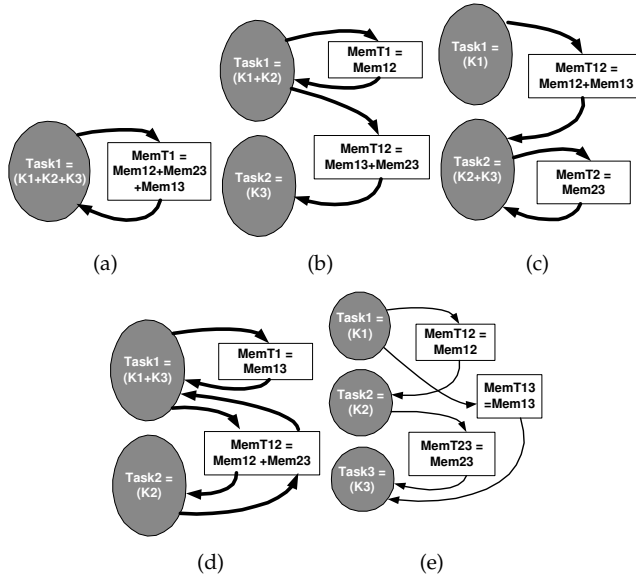 Task1 =
(K1+K2+K3)
MemT1 =
Mem12+Mem23
+Mem13
(a)
Task1 =
(K1+K2)
MemT1 =
Mem12
MemT12 =
Mem13+Mem23
Task2 =
(K3)
(b)
Task1 =
(K1)
MemT12 =
Mem12+Mem13
Task2 =
(K2+K3)
MemT2 =
Mem23
(c)
Task1 =
(K1+K3)
MemT1 =
Mem13
MemT12 =
Mem12 +Mem23
Task2 =
(K2)
(d)
Task1 =
(K1)
MemT12 =
Mem12
Task2 =
(K2)
MemT13
=Mem13
MemT23 =
Mem23
Task3 =
(K3)
(e)